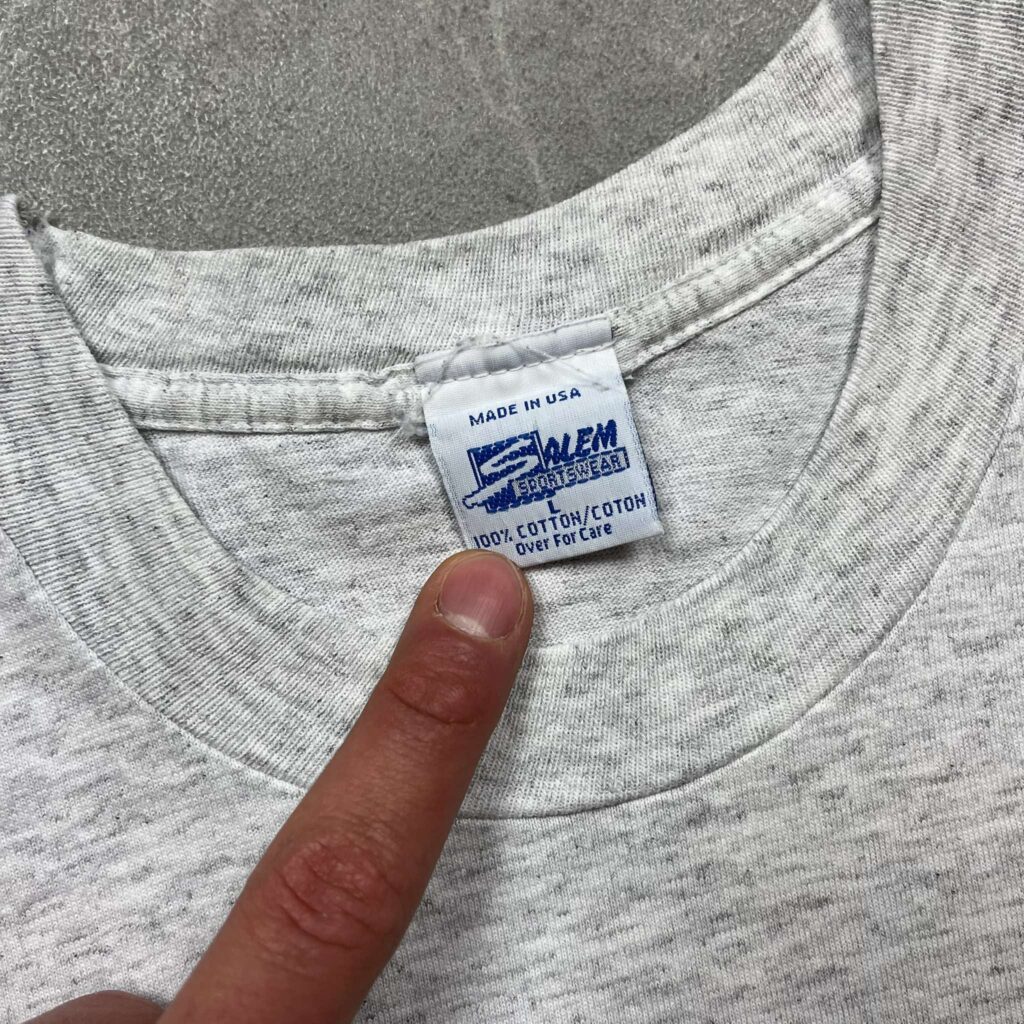 MADE IN USA
SALEM
SPORTSWEAR
L
100% COTTON/COTON
Over For Care